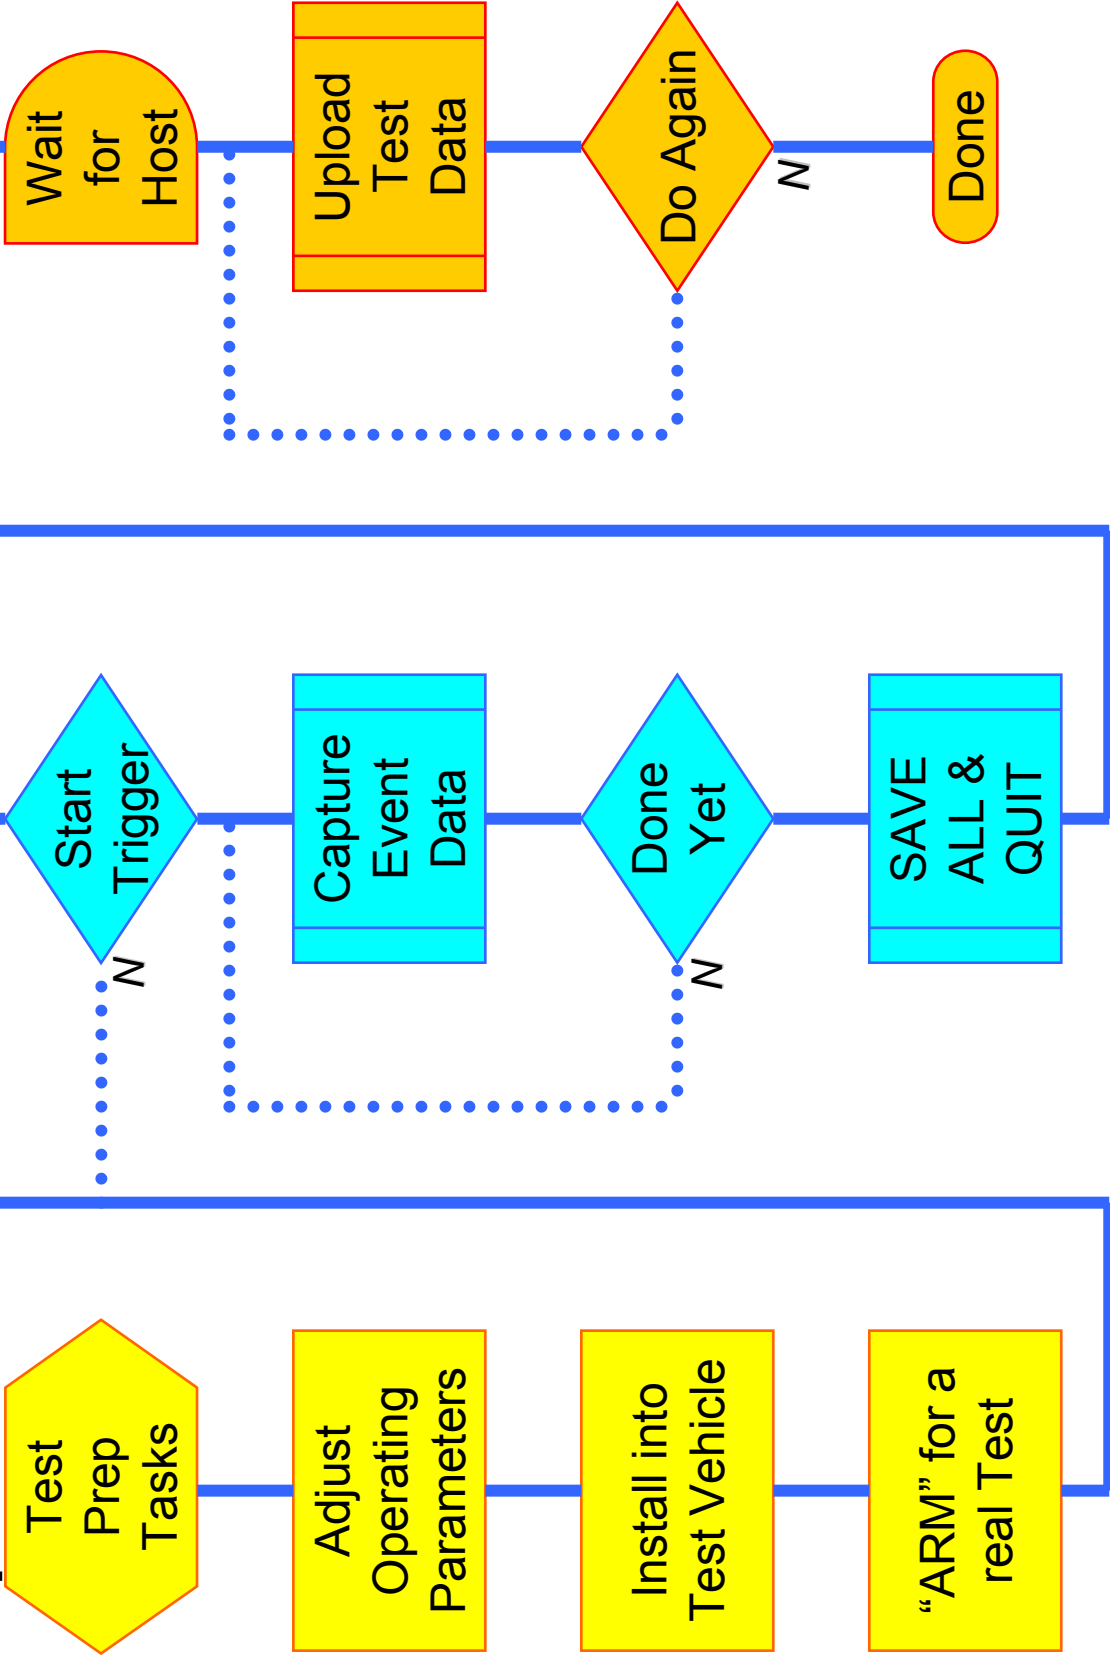 Test
Prep
Tasks
Adjust
Operating
Parameters
Install into
Test Vehicle
“ARM” for a
real Test
Start
Trigger
N
Capture
Event
Data
Done
Yet
N
SAVE
ALL &
QUIT
Wait
for
Host
Upload
Test
Data
Do Again
N
Done